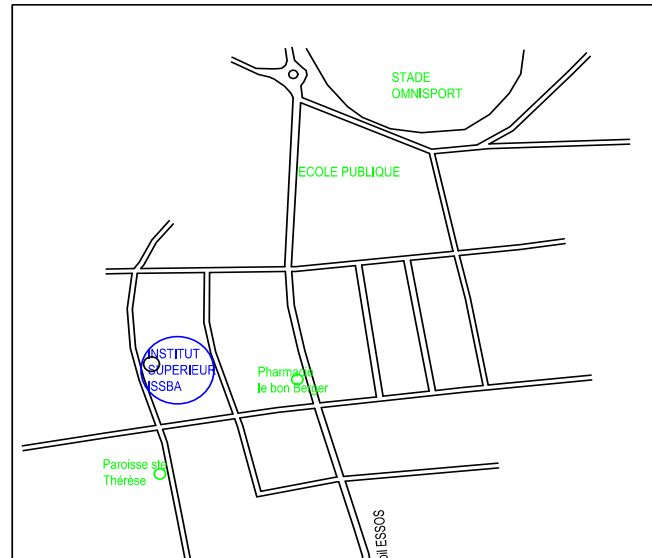 STADE
OMNISPORT
ECOLE PUBLIQUE
INSTITUT
SUPERIEUR
ISSBA
Pharmacie
le bon Berger
Paroisse ste
Thérèse
ESSOS